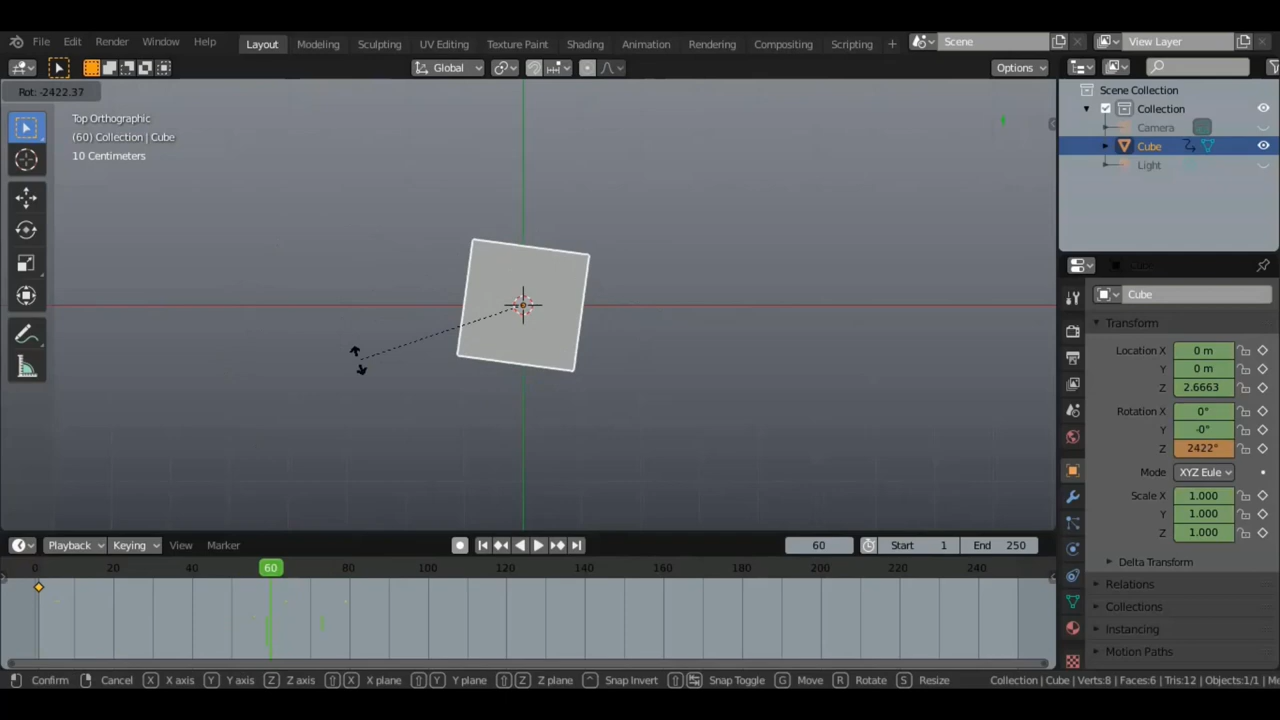 File Edit Render Window Help Layout Modeling Sculpting UV Editing Texture Paint Shading Animation Rendering Compositing Scripting + Scene View Layer
Global Options
Rot: -2422.37
Top Orthographic
(60) Collection | Cube
10 Centimeters
Scene Collection
Collection
Camera
Cube
Light
Cube
Transform
Location X 0 m
Y 0 m
Z 2.6663
Rotation X 0°
Y -0°
Z 2422°
Mode XYZ Eule
Scale X 1.000
Y 1.000
Z 1.000
Delta Transform
Relations
Collections
Instancing
Motion Paths
Playback Keying View Marker 60 Start 1 End 250
0 20 40 60 80 100 120 140 160 180 200 220 240
Confirm Cancel X X axis Y Y axis Z Z axis X X plane Y Y plane Z Z plane Snap Invert Snap Toggle G Move R Rotate S Resize Collection | Cube | Verts:8 | Faces:6 | Tris:12 | Objects:1/1 |